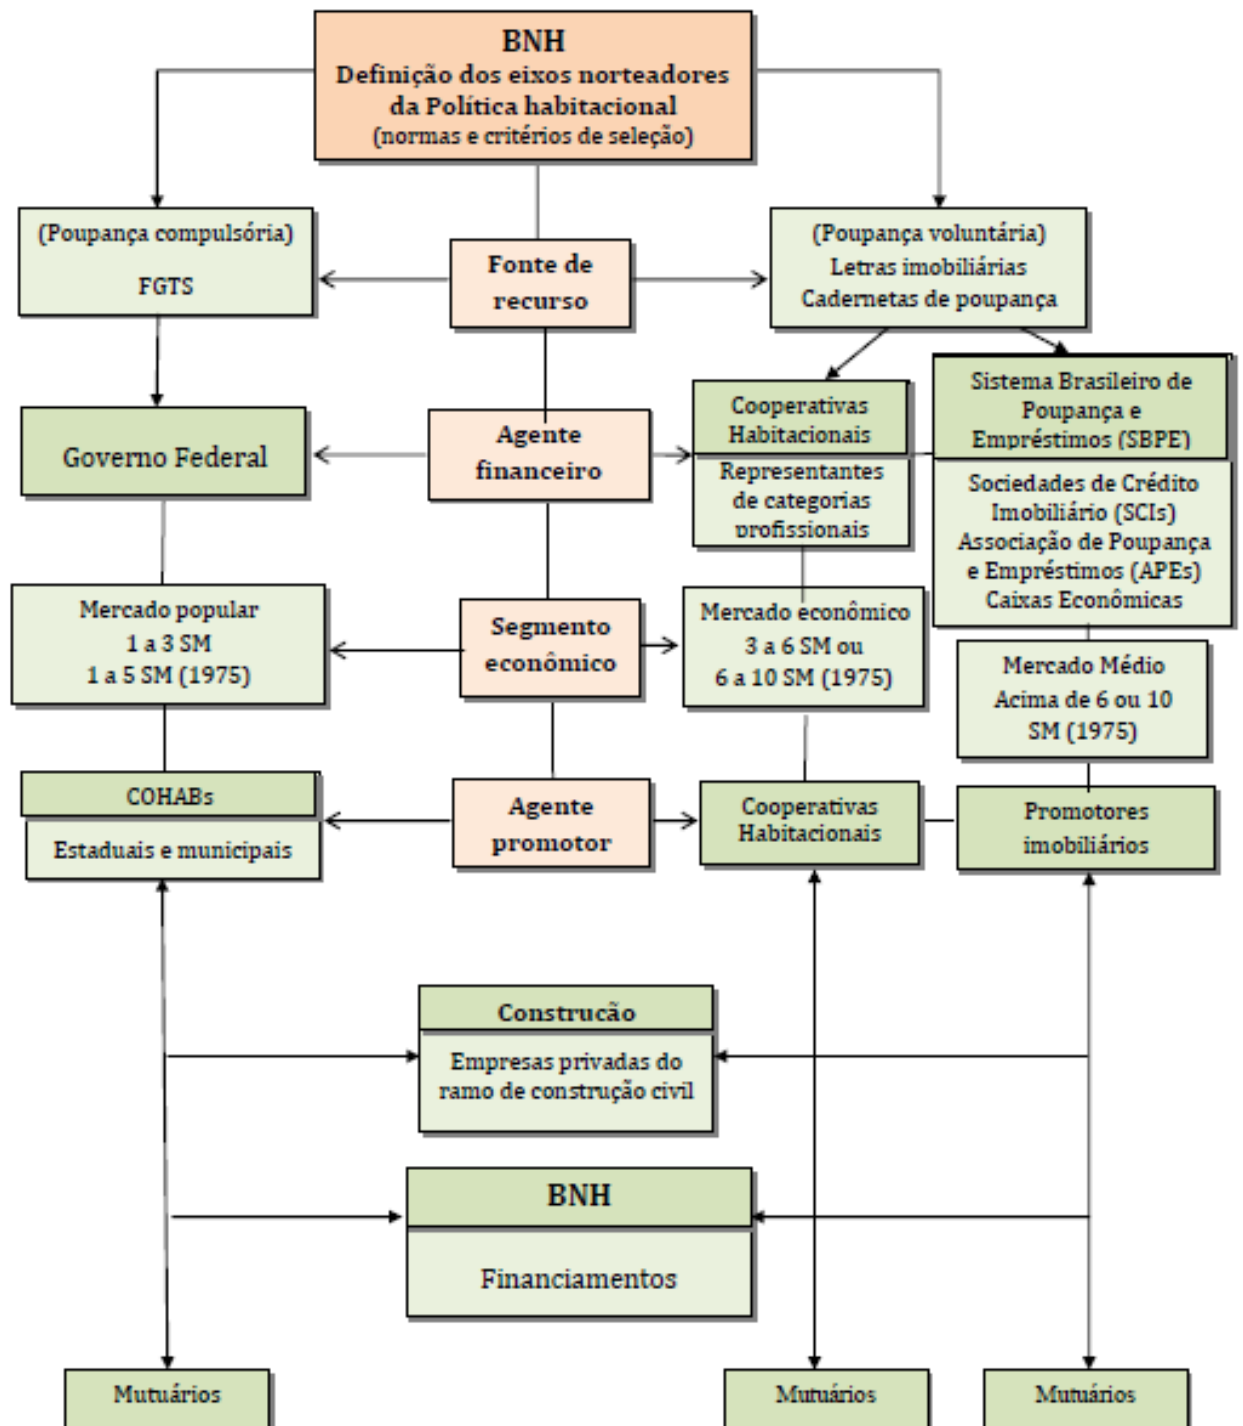 BNH
Definição dos eixos norteadores
da Política habitacional
(normas e critérios de seleção)
(Poupança compulsória)
FGTS
Fonte de
recurso
(Poupança voluntária)
Letras imobiliárias
Cadernetas de poupança
Governo Federal
Agente
financeiro
Cooperativas
Habitacionais
Representantes
de categorias
profissionais
Sistema Brasileiro de
Poupança e
Empréstimos (SBPE)
Sociedades de Crédito
Imobiliário (SCIs)
Associação de Poupança
e Empréstimos (APEs)
Caixas Econômicas
Mercado popular
1 a 3 SM
1 a 5 SM (1975)
Segmento
econômico
Mercado econômico
3 a 6 SM ou
6 a 10 SM (1975)
Mercado Médio
Acima de 6 ou 10
SM (1975)
COHABs
Estaduais e municipais
Agente
promotor
Cooperativas
Habitacionais
Promotores
imobiliários
Construcão
Empresas privadas do
ramo de construção civil
BNH
Financiamentos
Mutuários
Mutuários
Mutuários